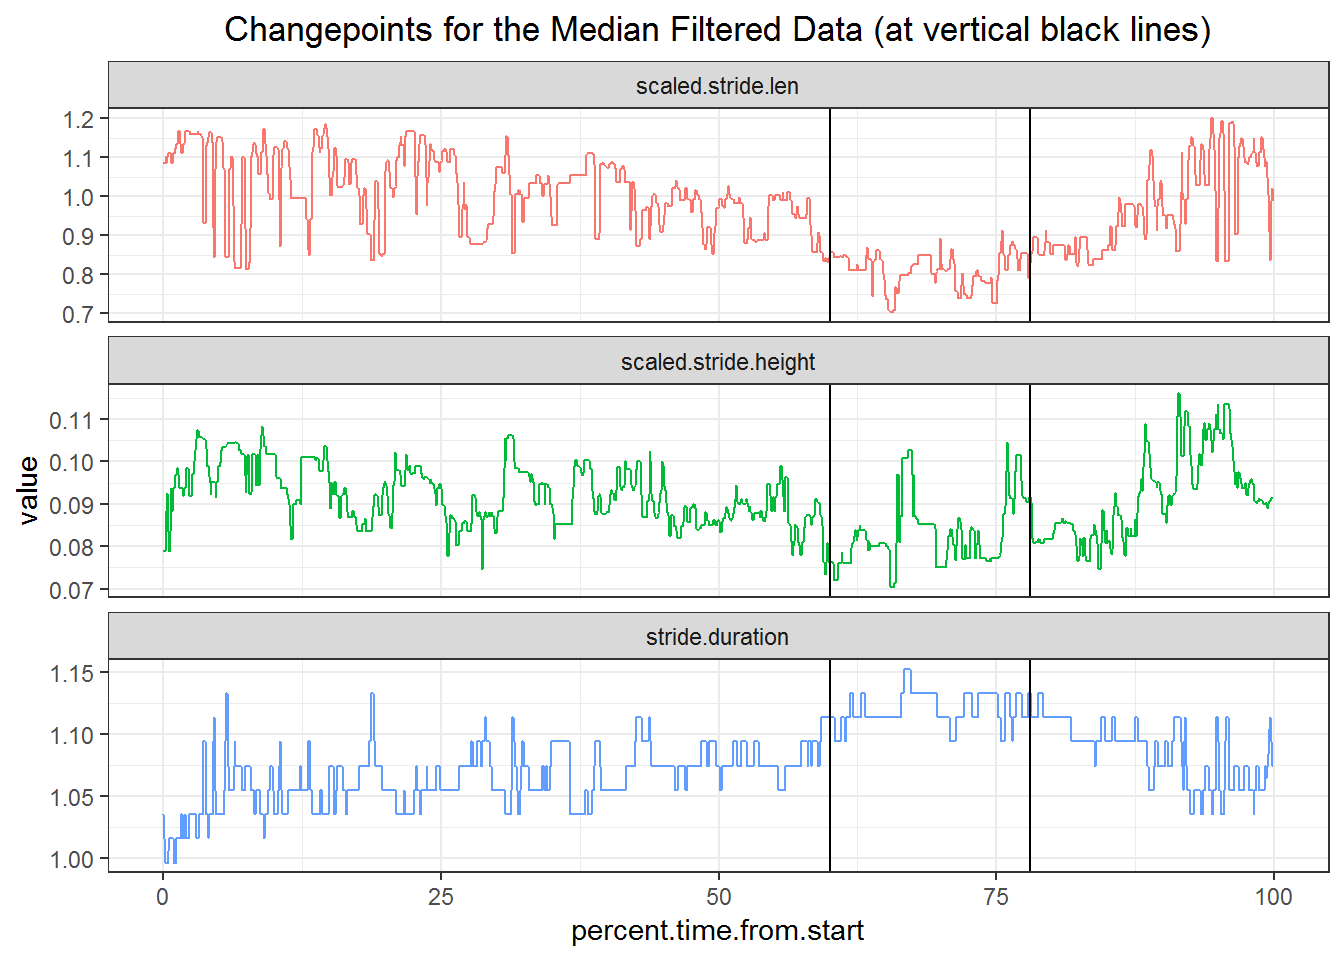 Changepoints for the Median Filtered Data (at vertical black lines)
scaled.stride.len
1.2
1.1
1.0
0.9
0.8
0.7
scaled.stride.height
0.11
0.10
0.09
0.08
0.07
value
stride.duration
1.15
1.10
1.05
1.00
0 25 50 75 100
percent.time.from.start